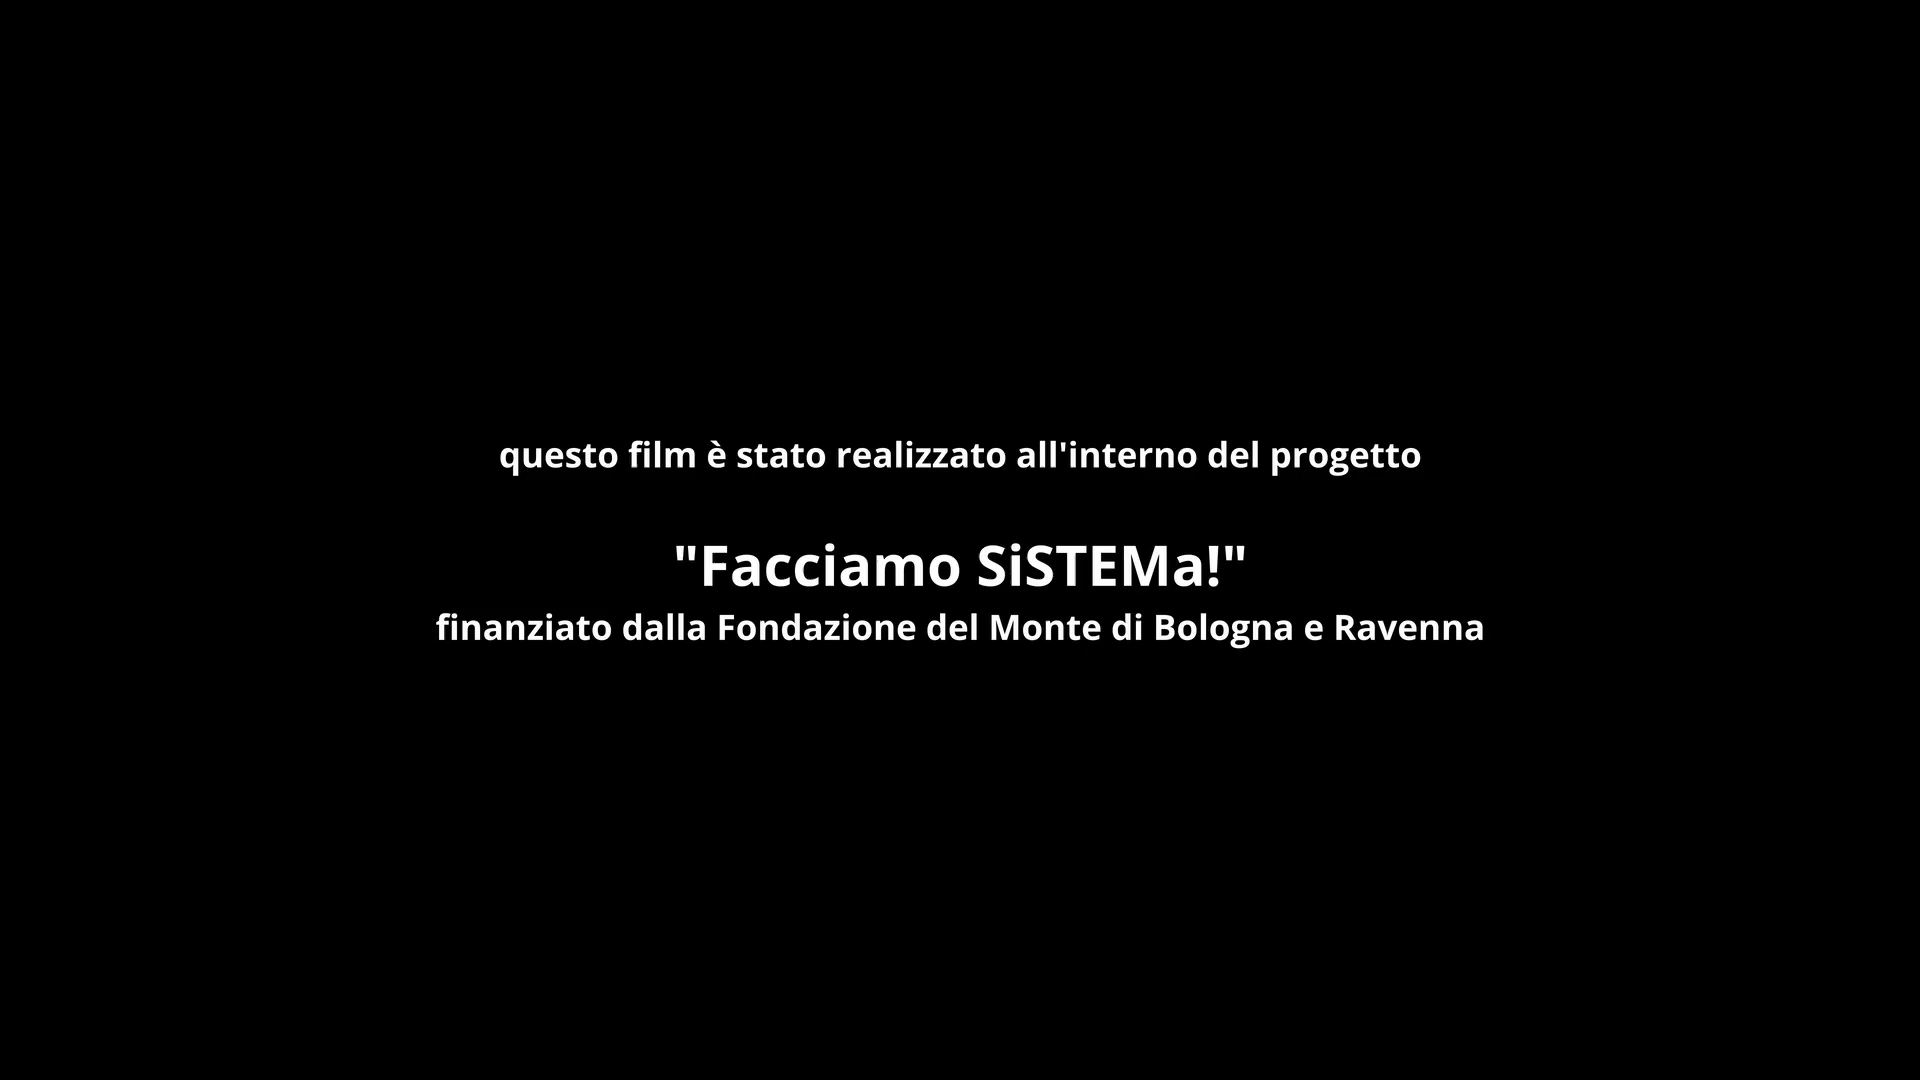 questo film è stato realizzato all'interno del progetto
"Facciamo SiSTEMa!"
finanziato dalla Fondazione del Monte di Bologna e Ravenna